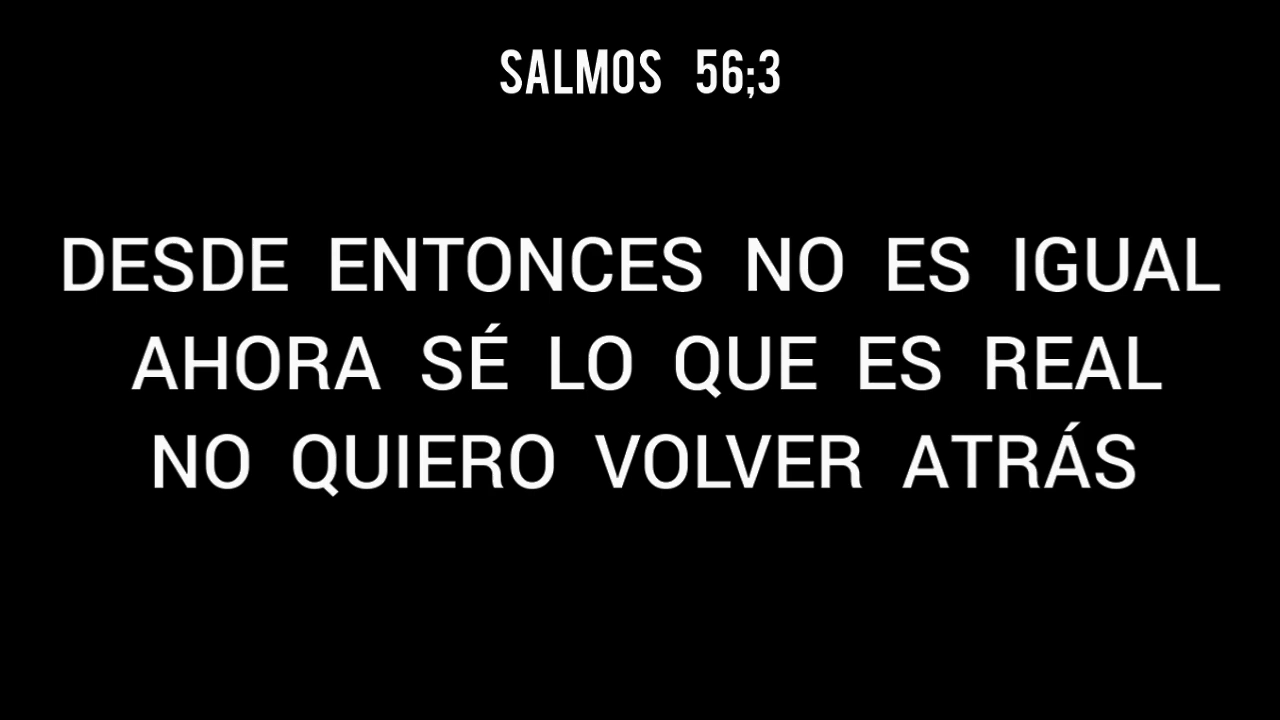 SALMOS 56;3
DESDE ENTONCES NO ES IGUAL
AHORA SÉ LO QUE ES REAL
NO QUIERO VOLVER ATRÁS